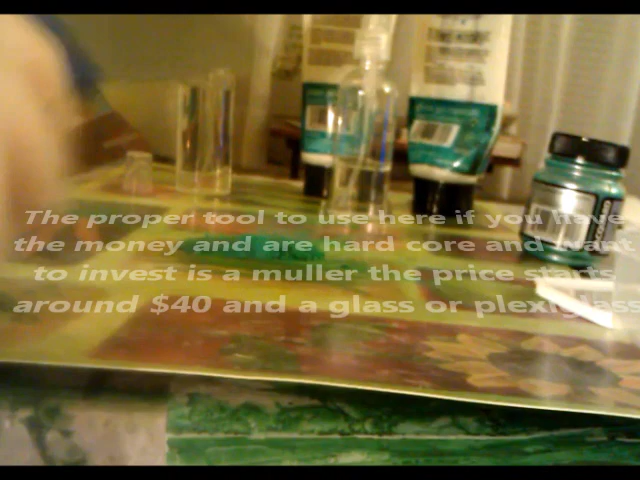 The proper tool to use here if you have
the money and are hard core and want
to invest is a muller the price starts
around $40 and a glass or plexiglass